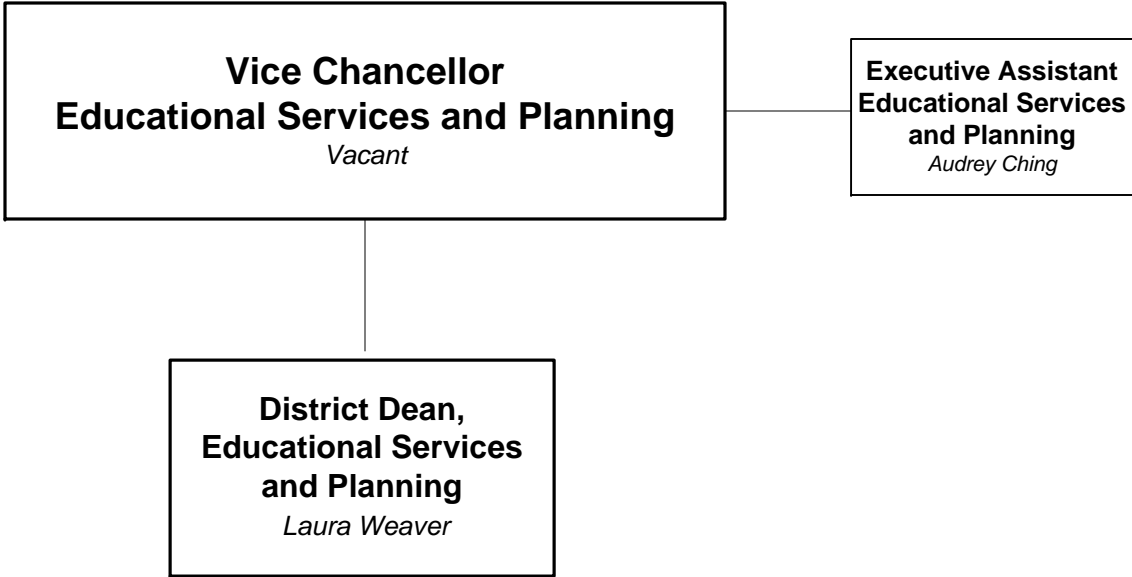 Vice Chancellor
Educational Services and Planning
Vacant
Executive Assistant
Educational Services
and Planning
Audrey Ching
District Dean,
Educational Services
and Planning
Laura Weaver